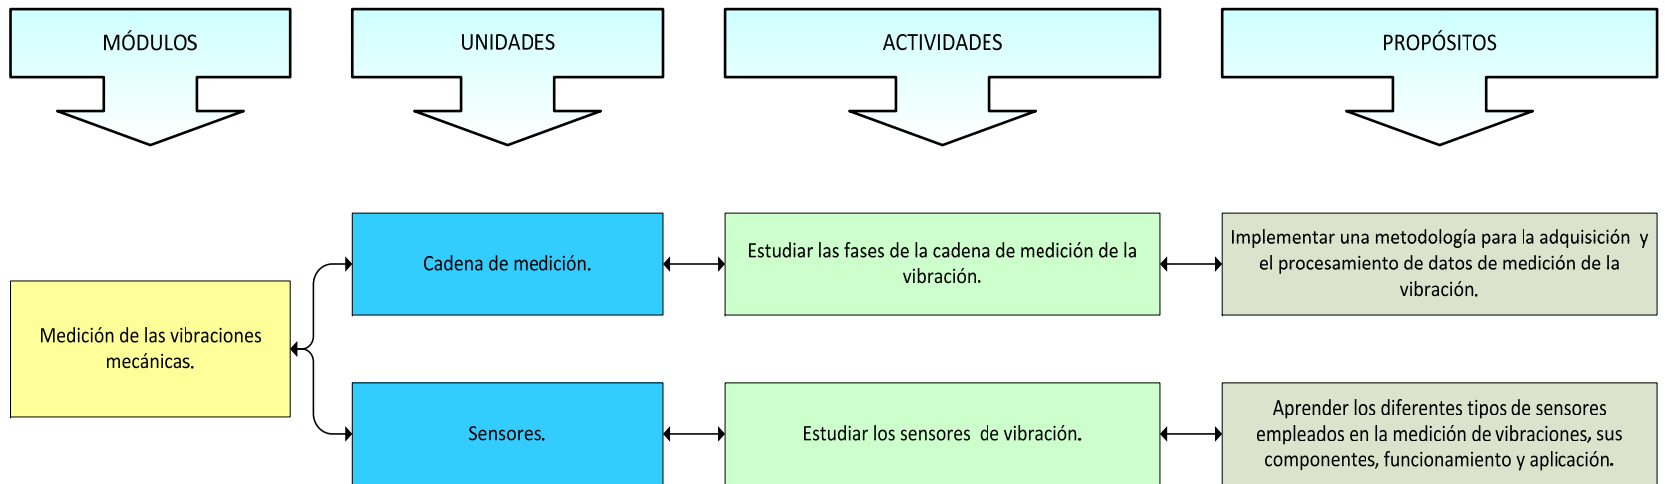 MÓDULOS
UNIDADES
ACTIVIDADES
PROPÓSITOS
Medición de las vibraciones
mecánicas.
Cadena de medición.
Estudiar las fases de la cadena de medición de la
vibración.
Implementar una metodología para la adquisición y
el procesamiento de datos de medición de la
vibración.
Sensores.
Estudiar los sensores de vibración.
Aprender los diferentes tipos de sensores
empleados en la medición de vibraciones, sus
componentes, funcionamiento y aplicación.